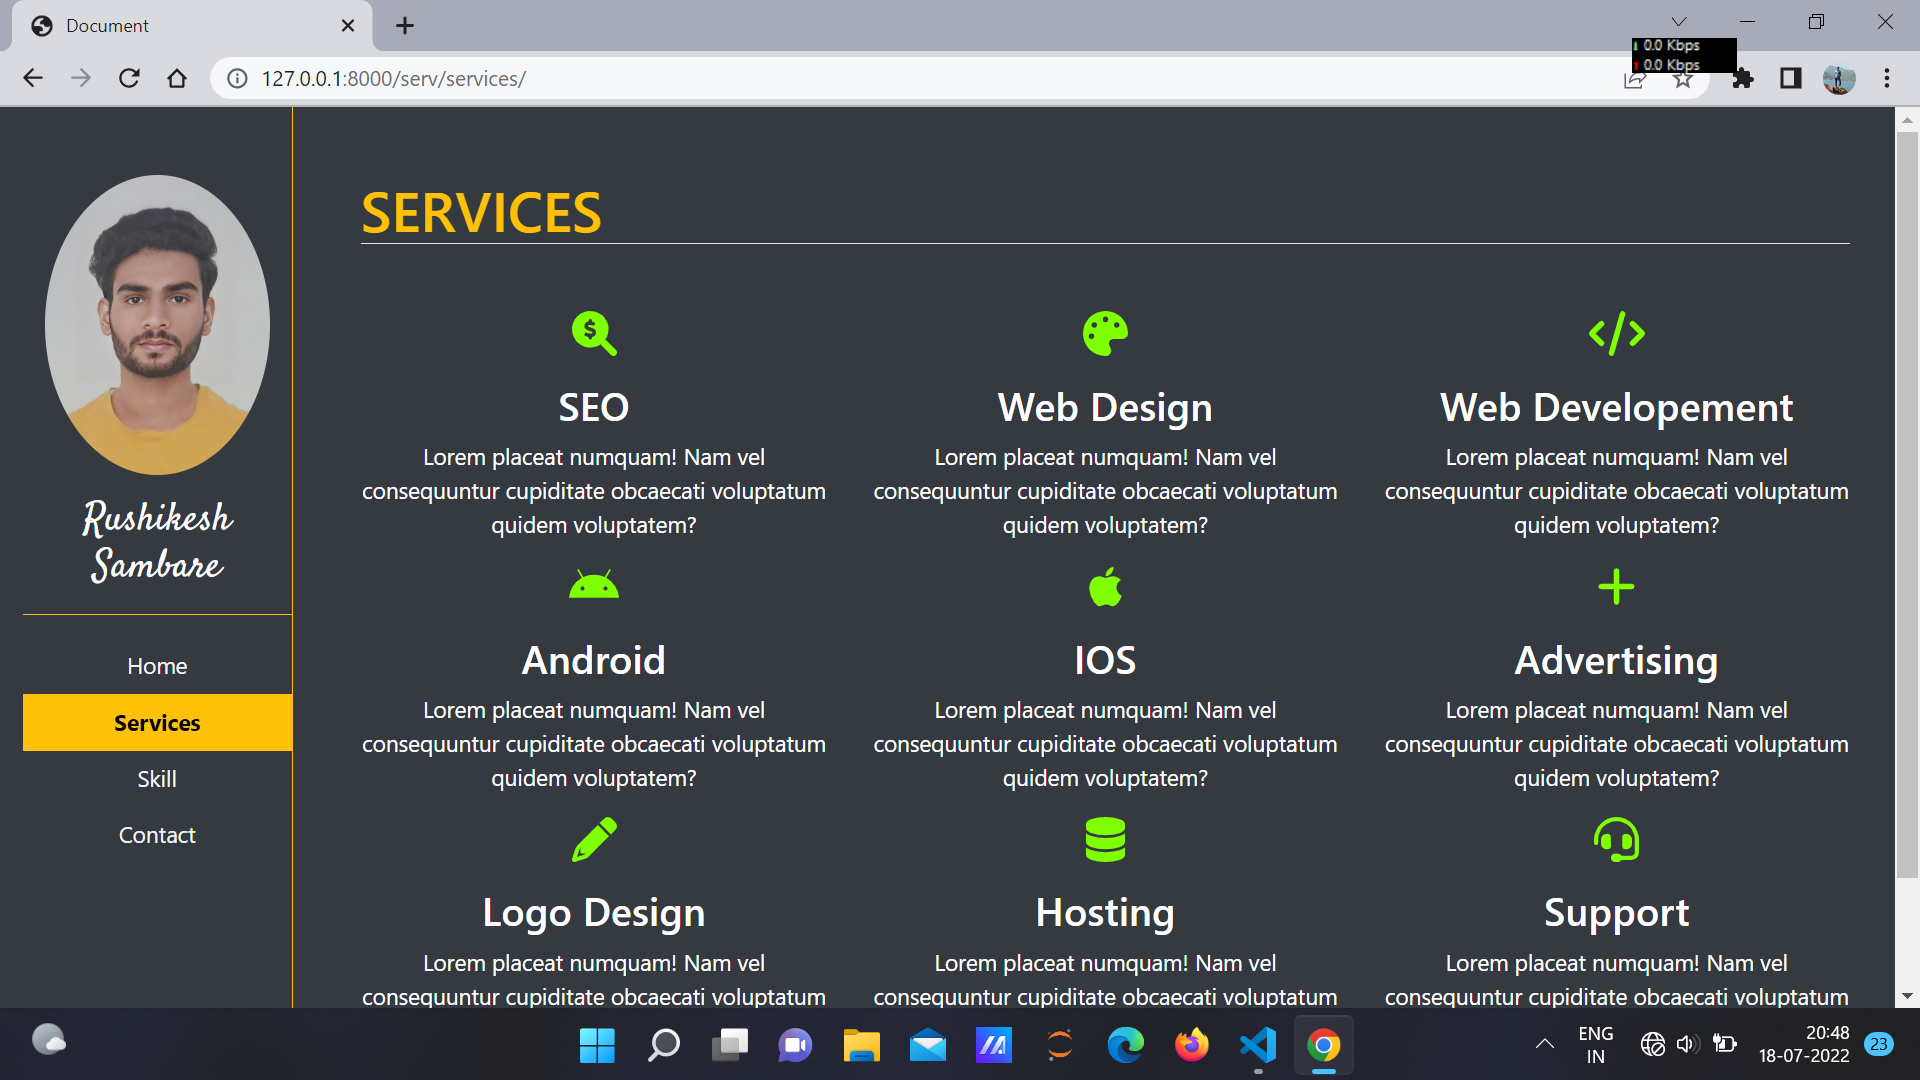 Document
0.0 Kbps
0.0 Kbps
127.0.0.1:8000/serv/services/
SERVICES
Rushikesh
Sambare
Home
Services
Skill
Contact
SEO
Lorem placeat numquam! Nam vel
consequuntur cupiditate obcaecati voluptatum
quidem voluptatem?
Web Design
Lorem placeat numquam! Nam vel
consequuntur cupiditate obcaecati voluptatum
quidem voluptatem?
Web Developement
Lorem placeat numquam! Nam vel
consequuntur cupiditate obcaecati voluptatum
quidem voluptatem?
Android
Lorem placeat numquam! Nam vel
consequuntur cupiditate obcaecati voluptatum
quidem voluptatem?
IOS
Lorem placeat numquam! Nam vel
consequuntur cupiditate obcaecati voluptatum
quidem voluptatem?
Advertising
Lorem placeat numquam! Nam vel
consequuntur cupiditate obcaecati voluptatum
quidem voluptatem?
Logo Design
Lorem placeat numquam! Nam vel
consequuntur cupiditate obcaecati voluptatum
Hosting
Lorem placeat numquam! Nam vel
consequuntur cupiditate obcaecati voluptatum
Support
Lorem placeat numquam! Nam vel
consequuntur cupiditate obcaecati voluptatum
ENG
IN
20:48
18-07-2022
23